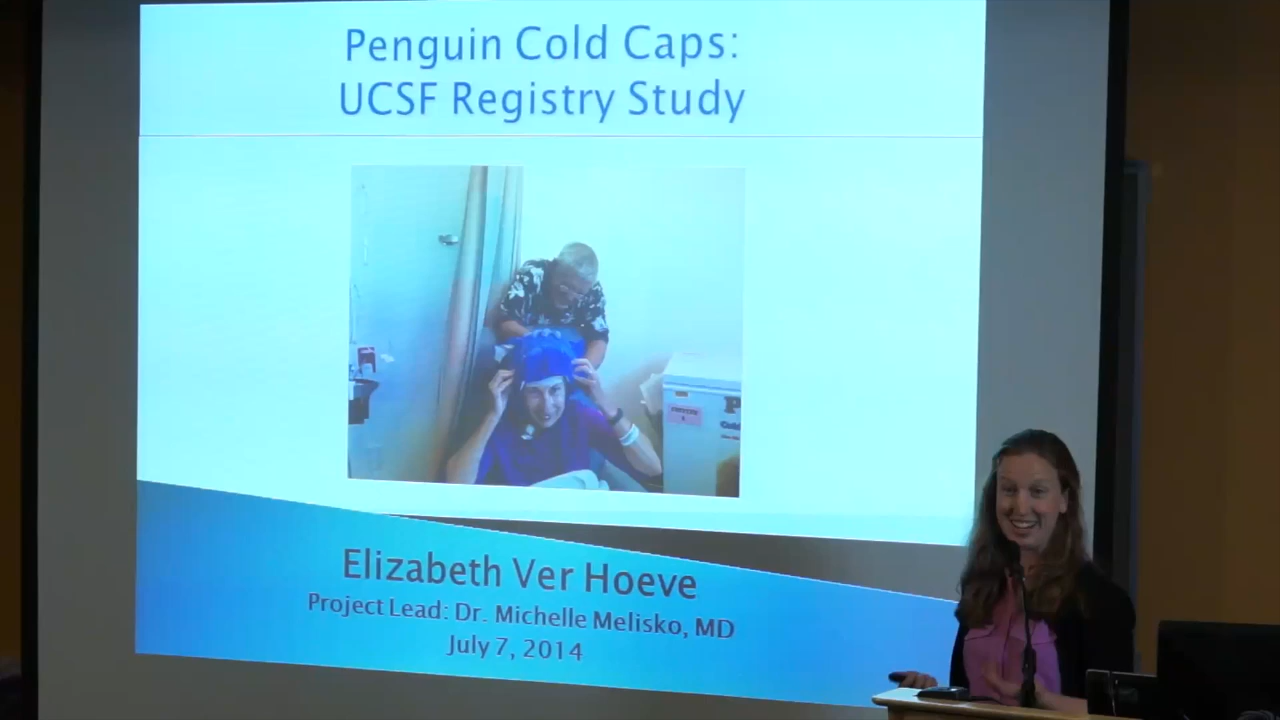 Penguin Cold Caps:
UCSF Registry Study
Elizabeth Ver Hoeve
Project Lead: Dr. Michelle Melisko, MD
July 7, 2014